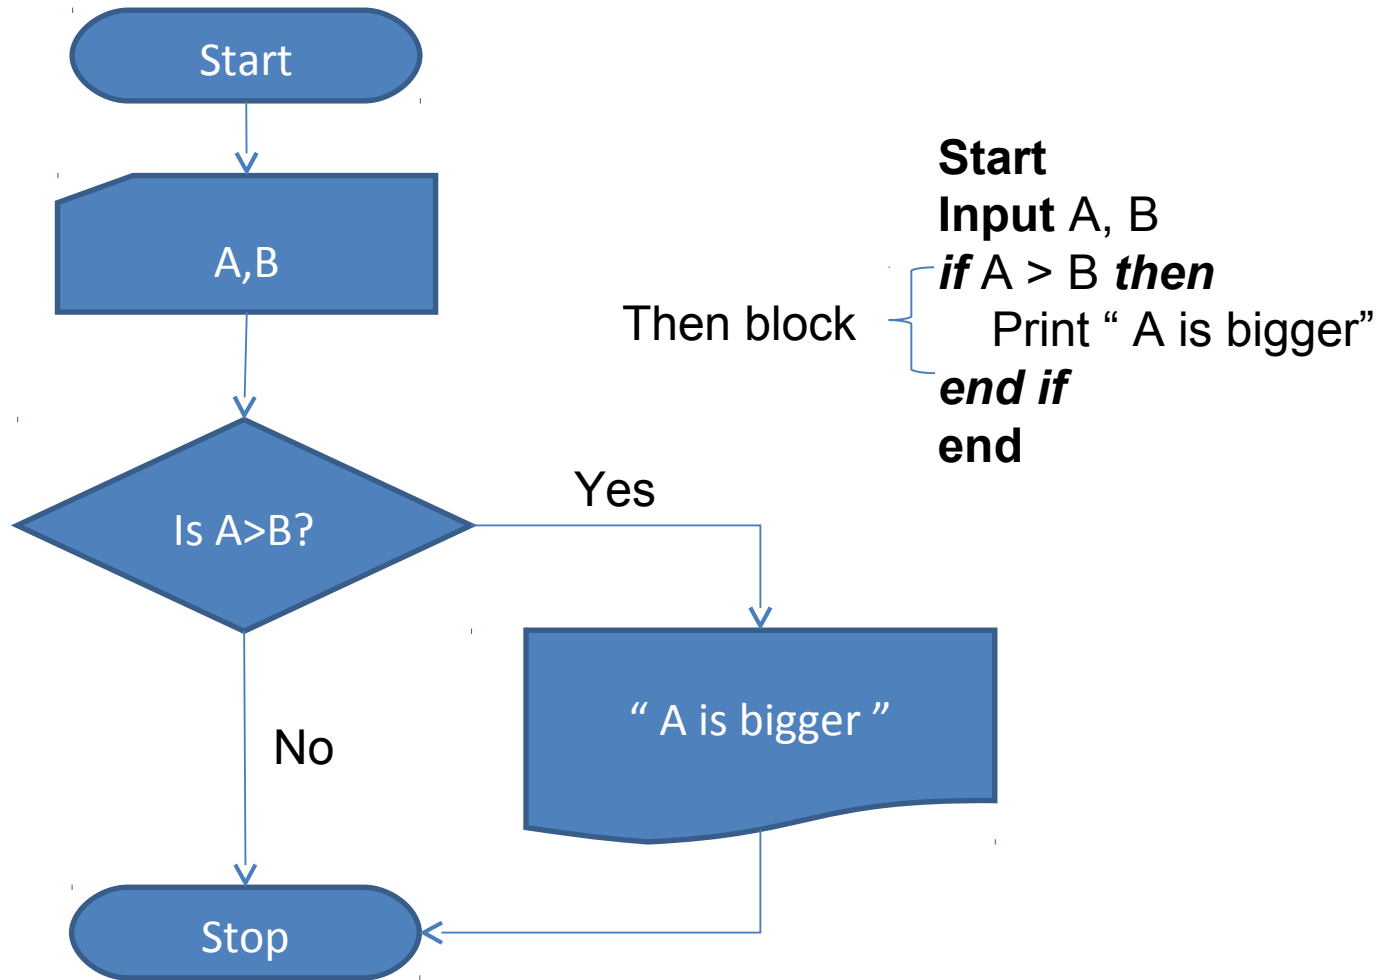 Start
A,B
Is A>B?
Yes
No
“ A is bigger ”
Stop
Start
Input A, B
if A > B then
Then block
Print “ A is bigger”
end if
end